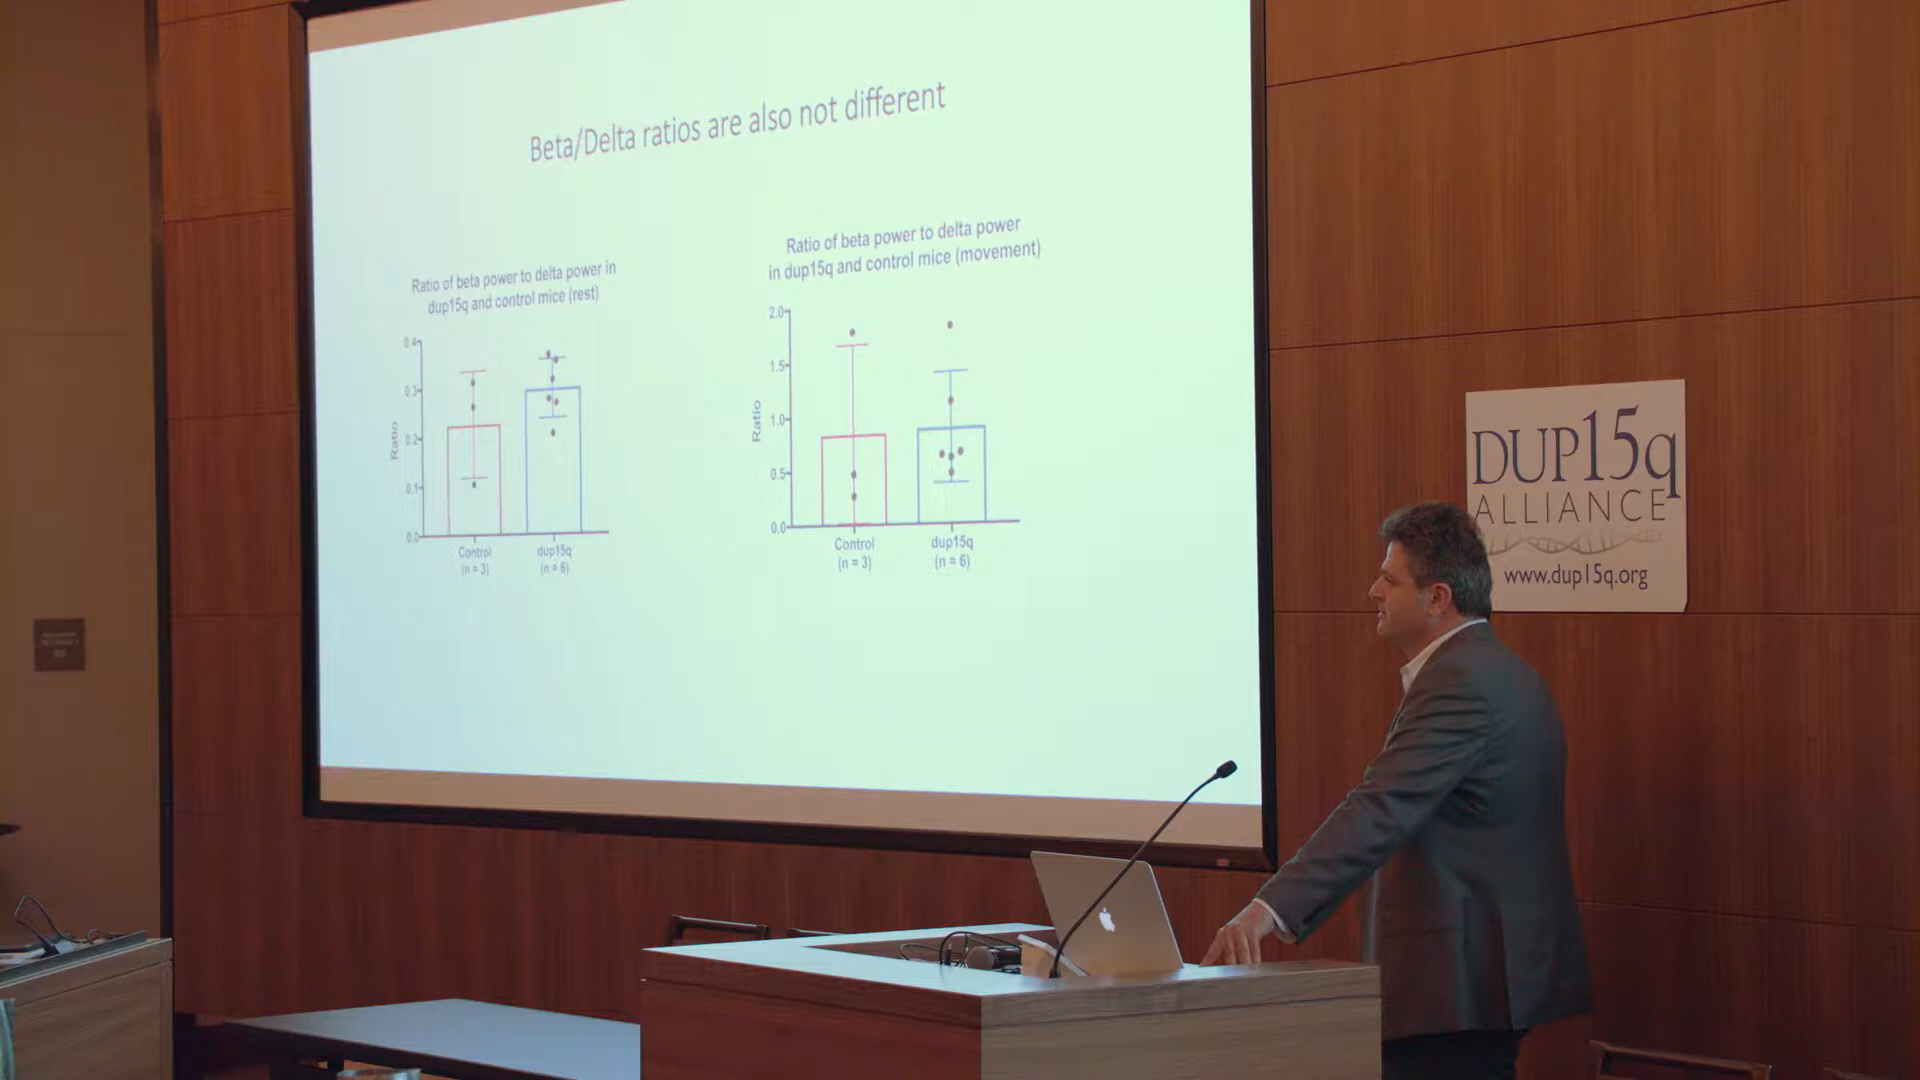 Beta/Delta ratios are also not different
Ratio of beta power to delta power in
dup15q and control mice (rest)
0.4
0.3
0.2
0.1
0.0
Ratio
Control
(n = 3)
dup15q
(n = 6)
Ratio of beta power to delta power
in dup15q and control mice (movement)
2.0
1.5
1.0
0.5
0.0
Ratio
Control
(n = 3)
dup15q
(n = 6)
DUP15q
ALLIANCE
www.dup15q.org